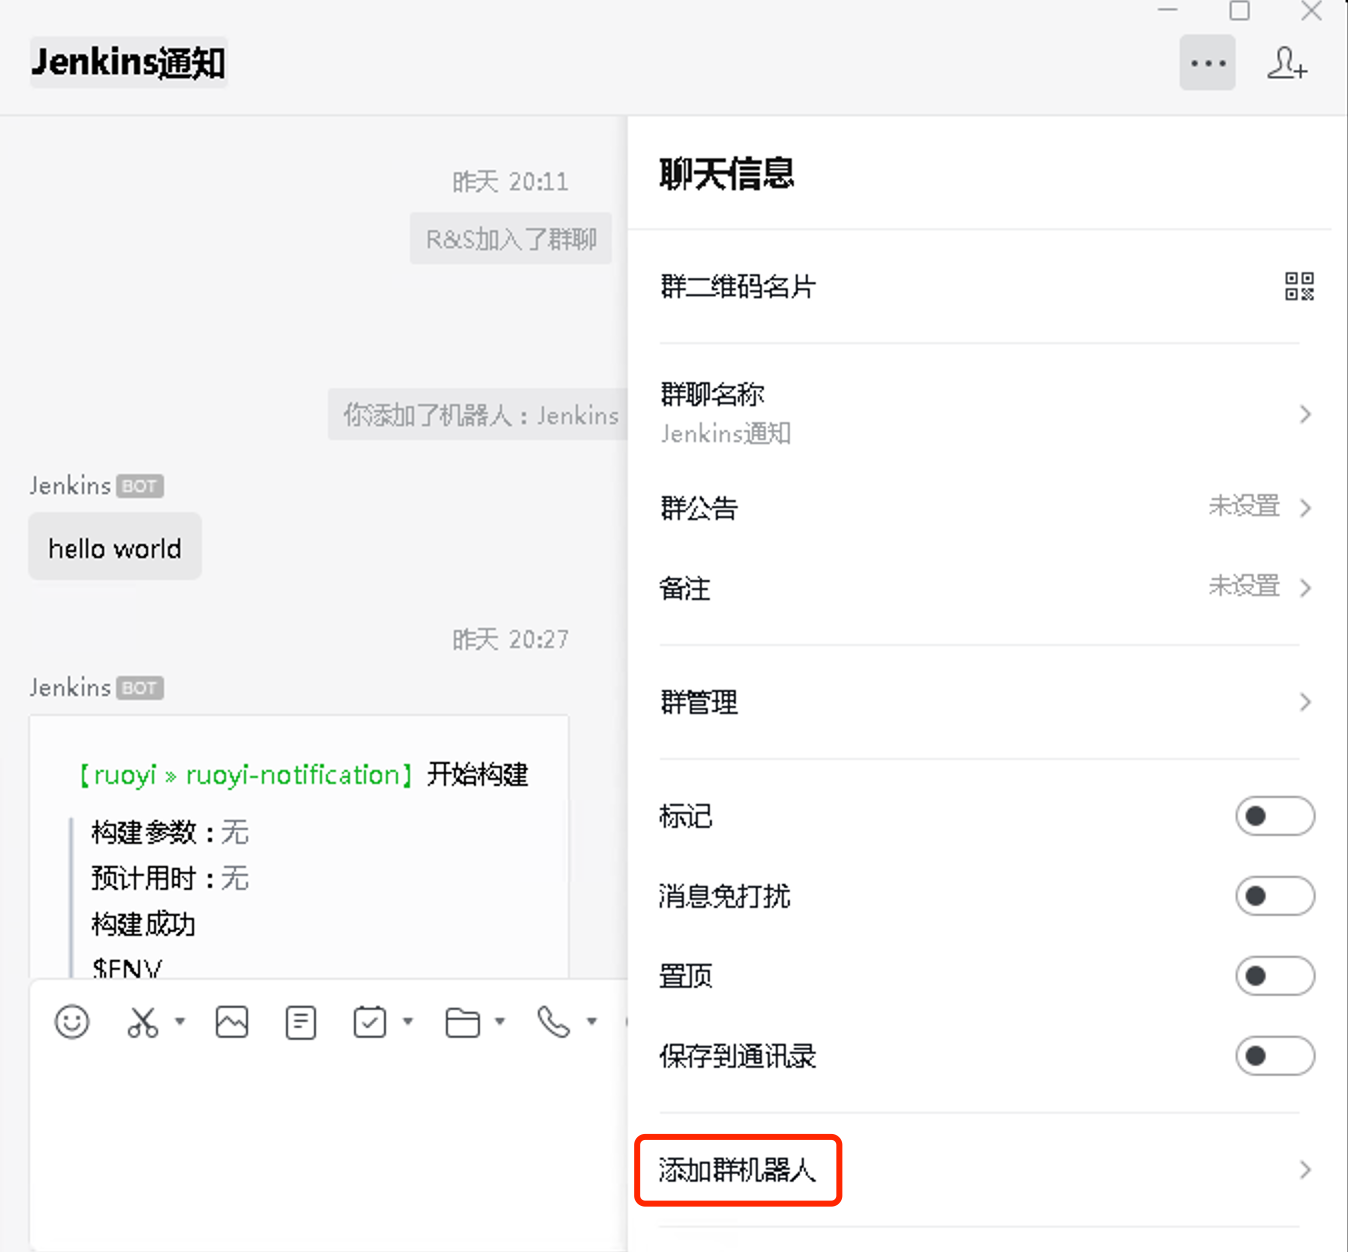 Jenkins通知
昨天 20:11
R&S加入了群聊
你添加了机器人：Jenkins
Jenkins BOT
hello world
昨天 20:27
Jenkins BOT
【ruoyi » ruoyi-notification】开始构建
构建参数：无
预计用时：无
构建成功
$ENV
聊天信息
群二维码名片
群聊名称
Jenkins通知
群公告 未设置
备注 未设置
群管理
标记
消息免打扰
置顶
保存到通讯录
添加群机器人